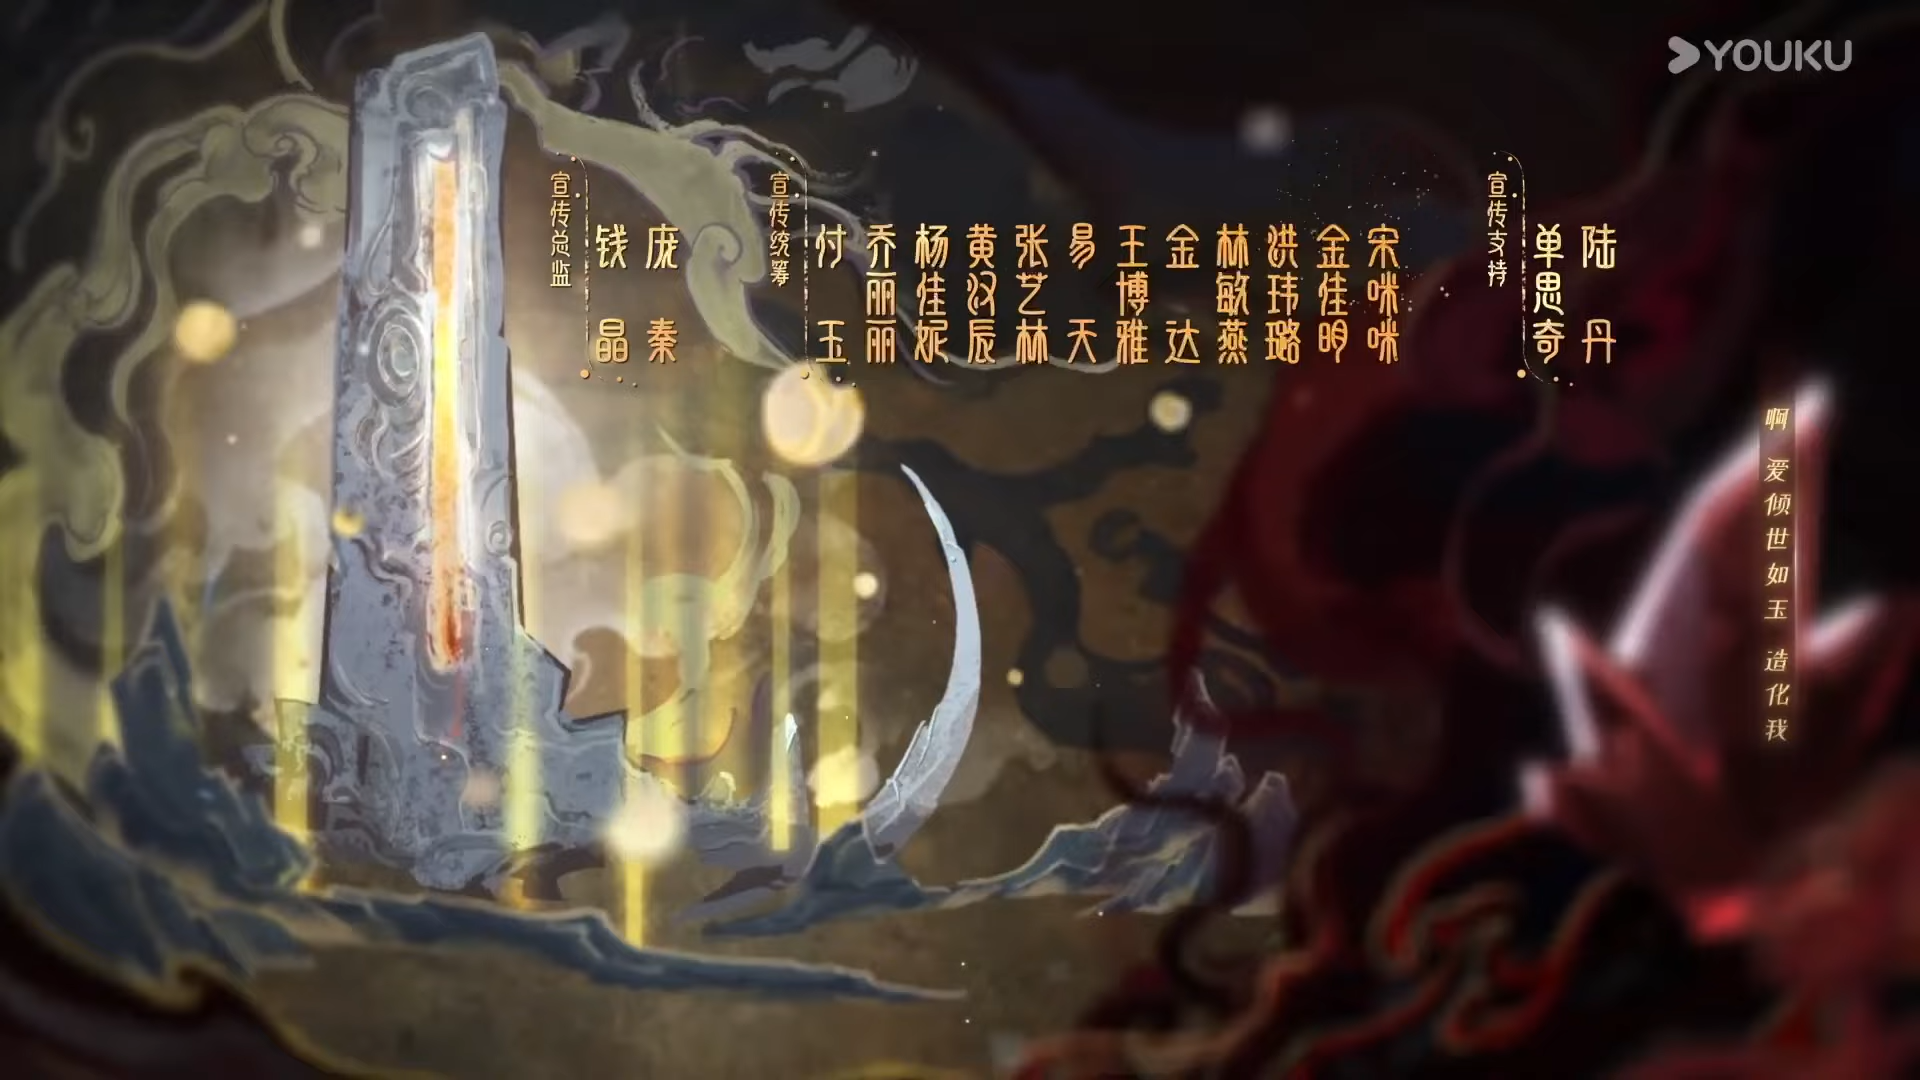 YOUKU
宣传总监
钱晶
庞秦
宣传统筹
付玉
乔丽丽
杨佳妮
黄汉辰
张艺林
易天
王博雅
金达
林敏燕
洪玮璐
金佳明
宋咪咪
宣传支持
单思奇
陆丹
啊 爱倾世如玉 造化我